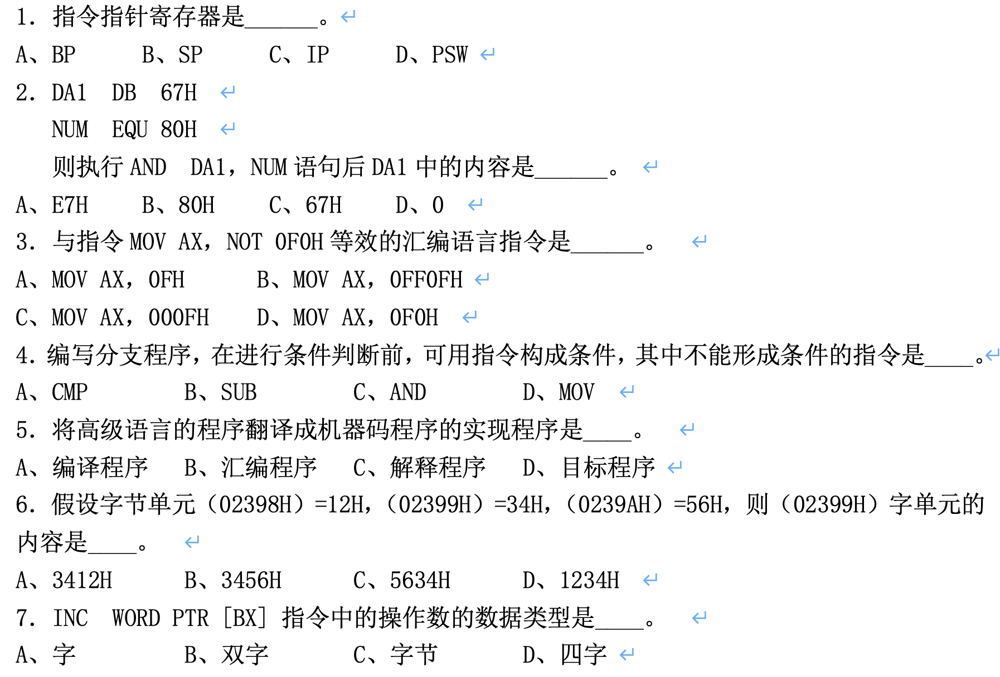 1. 指令指针寄存器是______。
A、BP B、SP C、IP D、PSW
2. DA1 DB 67H
NUM EQU 80H
则执行 AND DA1，NUM 语句后 DA1 中的内容是______。
A、E7H B、80H C、67H D、0
3. 与指令 MOV AX，NOT 0F0H 等效的汇编语言指令是______。
A、MOV AX，0FH B、MOV AX，0FF0FH
C、MOV AX，000FH D、MOV AX，0F0H
4. 编写分支程序，在进行条件判断前，可用指令构成条件，其中不能形成条件的指令是____。
A、CMP B、SUB C、AND D、MOV
5. 将高级语言的程序翻译成机器码程序的实现程序是____。
A、编译程序 B、汇编程序 C、解释程序 D、目标程序
6. 假设字节单元（02398H）=12H，（02399H）=34H，（0239AH）=56H，则（02399H）字单元的
内容是____。
A、3412H B、3456H C、5634H D、1234H
7. INC WORD PTR [BX] 指令中的操作数的数据类型是____。
A、字 B、双字 C、字节 D、四字